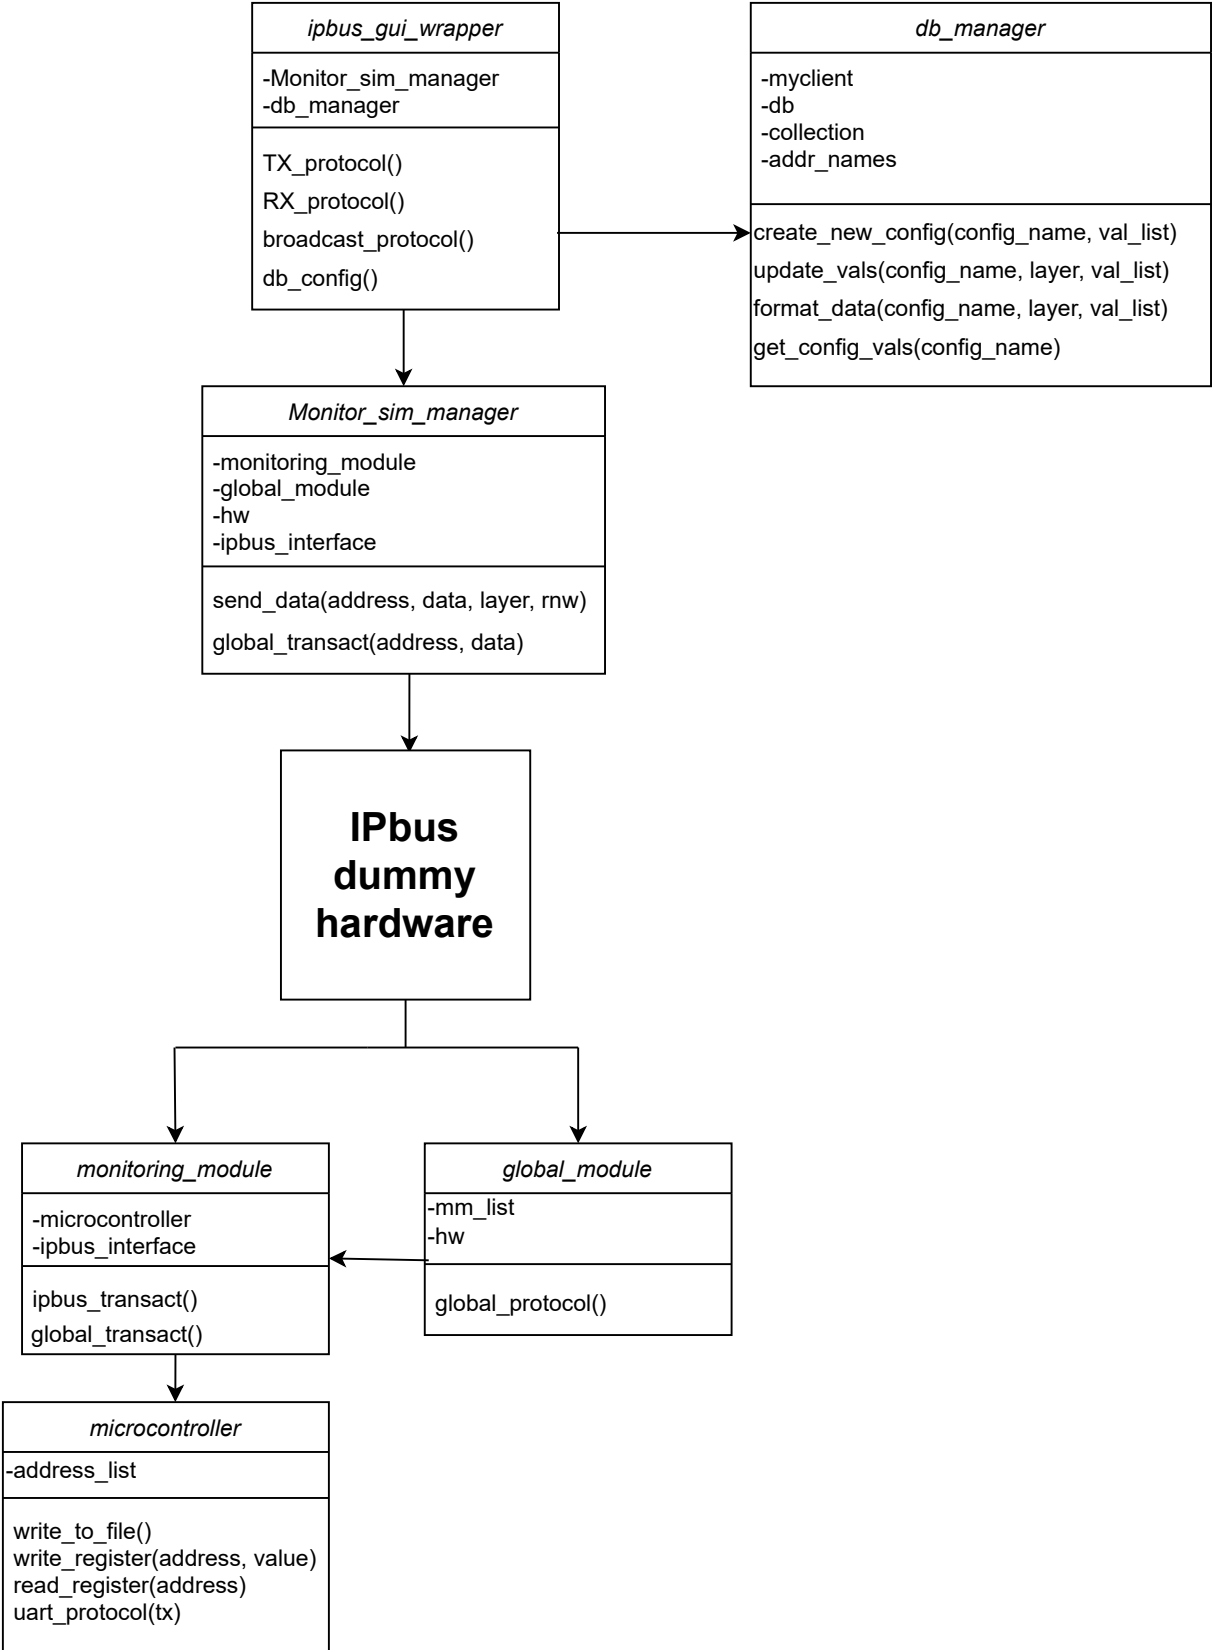 ipbus_gui_wrapper
-Monitor_sim_manager
-db_manager
TX_protocol()
RX_protocol()
broadcast_protocol()
db_config()
db_manager
-myclient
-db
-collection
-addr_names
create_new_config(config_name, val_list)
update_vals(config_name, layer, val_list)
format_data(config_name, layer, val_list)
get_config_vals(config_name)
Monitor_sim_manager
-monitoring_module
-global_module
-hw
-ipbus_interface
send_data(address, data, layer, rnw)
global_transact(address, data)
IPbus
dummy
hardware
monitoring_module
-microcontroller
-ipbus_interface
ipbus_transact()
global_transact()
global_module
-mm_list
-hw
global_protocol()
microcontroller
-address_list
write_to_file()
write_register(address, value)
read_register(address)
uart_protocol(tx)